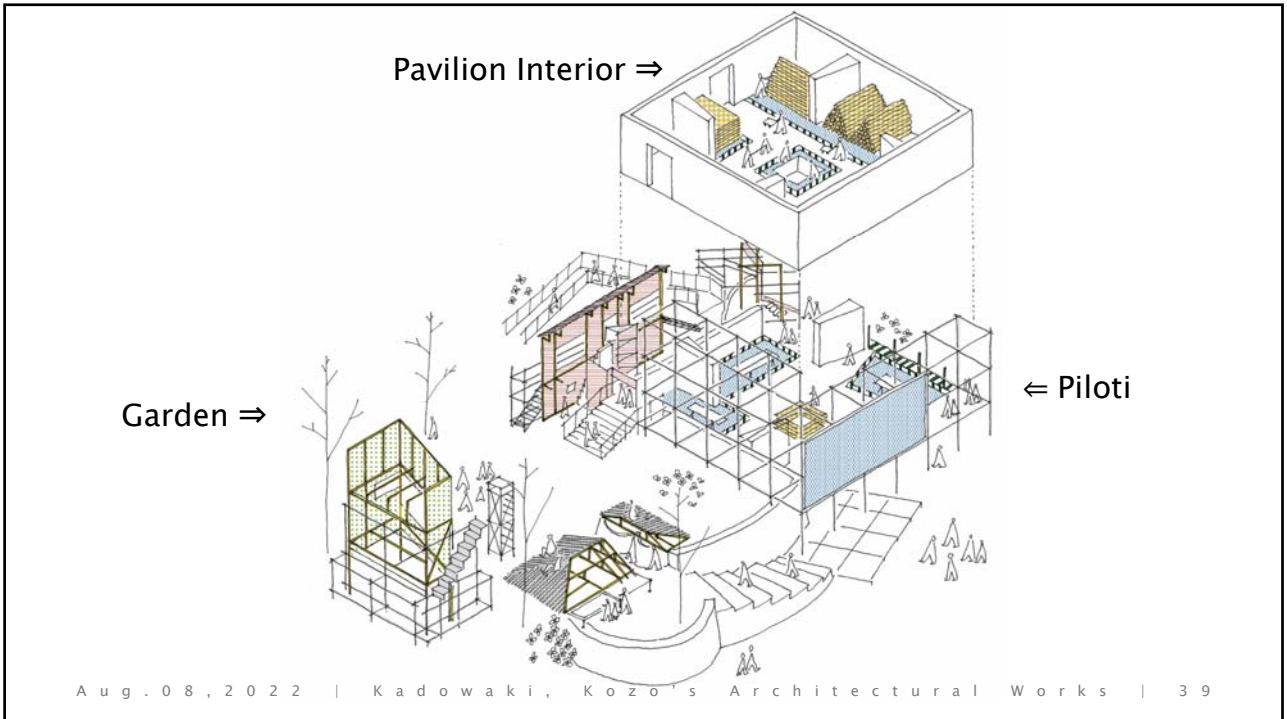 Pavilion Interior ⇒
Garden ⇒
⇐ Piloti
Aug.08,2022 | Kadowaki, Kozo's Architectural Works | 39